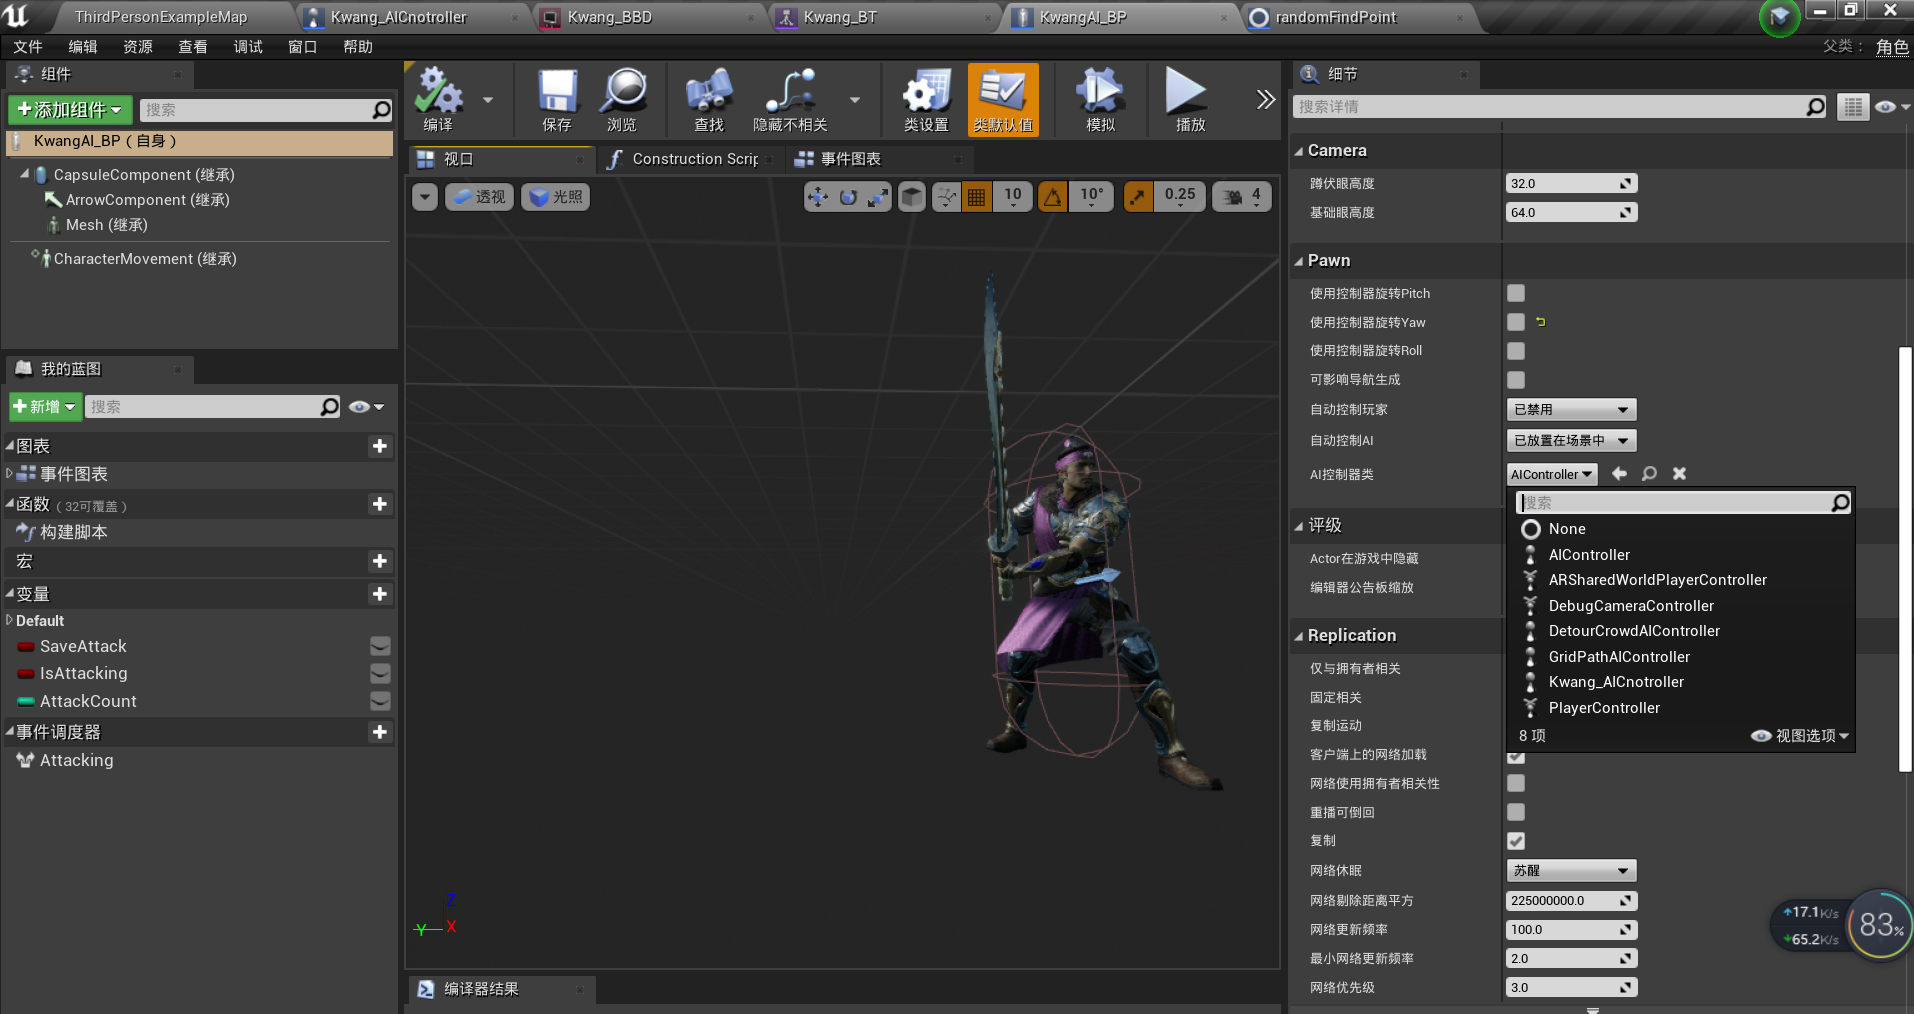 ThirdPersonExampleMap
Kwang_AICnotroller
Kwang_BBD
Kwang_BT
KwangAI_BP
randomFindPoint
文件 编辑 资源 查看 调试 窗口 帮助
父类： 角色
组件
+添加组件
搜索
KwangAI_BP（自身）
CapsuleComponent (继承)
ArrowComponent (继承)
Mesh (继承)
CharacterMovement (继承)
我的蓝图
+新增
搜索
图表
事件图表
函数（32可覆盖）
构建脚本
宏
变量
Default
SaveAttack
IsAttacking
AttackCount
事件调度器
Attacking
编译
保存
浏览
查找
隐藏不相关
类设置
类默认值
模拟
播放
视口
Construction Scrip
事件图表
透视
光照
10
10°
0.25
4
Z
Y
X
编译器结果
细节
搜索详情
Camera
蹲伏眼高度 32.0
基础眼高度 64.0
Pawn
使用控制器旋转Pitch
使用控制器旋转Yaw
使用控制器旋转Roll
可影响导航生成
自动控制玩家 已禁用
自动控制AI 已放置在场景中
AI控制器类 AIController
搜索
None
AIController
ARSharedWorldPlayerController
DebugCameraController
DetourCrowdAIController
GridPathAIController
Kwang_AICnotroller
PlayerController
8 项
视图选项
评级
Actor在游戏中隐藏
编辑器公告板缩放
Replication
仅与拥有者相关
固定相关
复制运动
客户端上的网络加载
网络使用拥有者相关性
重播可倒回
复制
网络休眠 苏醒
网络剔除距离平方 225000000.0
网络更新频率 100.0
最小网络更新频率 2.0
网络优先级 3.0
17.1K/s
65.2K/s
83%